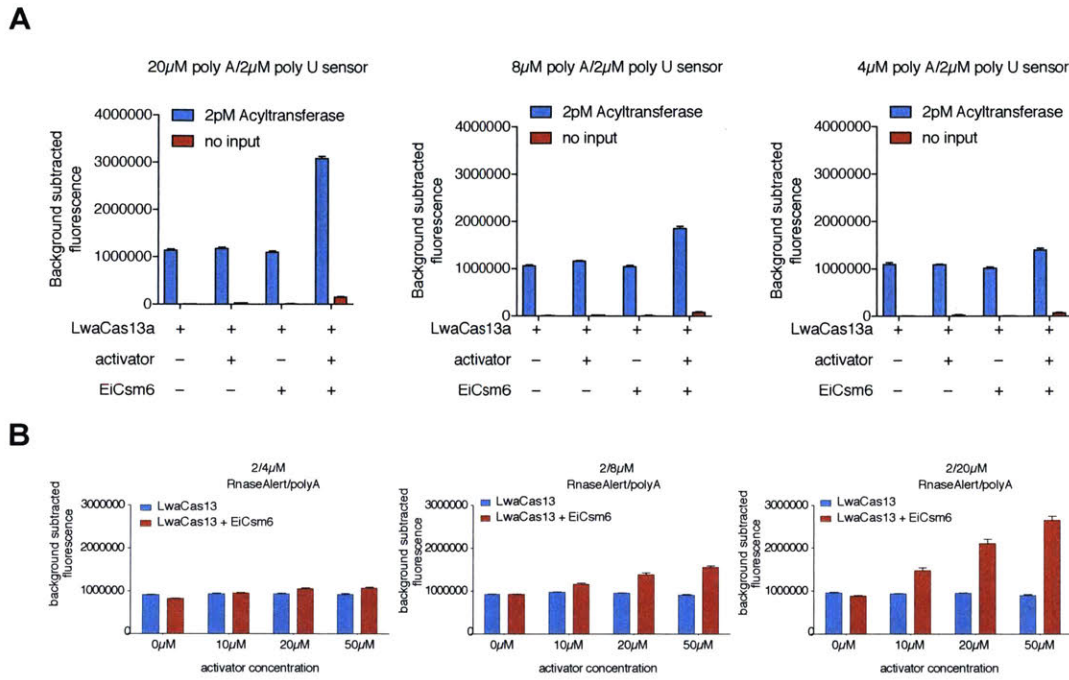 A
20µM poly A/2µM poly U sensor
4000000
3000000
2000000
1000000
0
Background subtracted
fluorescence
2pM Acyltransferase
no input
LwaCas13a + + + +
activator – + – +
EiCsm6 – – + +
8µM poly A/2µM poly U sensor
4000000
3000000
2000000
1000000
0
Background subtracted
fluorescence
2pM Acyltransferase
no input
LwaCas13a + + + +
activator – + – +
EiCsm6 – – + +
4µM poly A/2µM poly U sensor
4000000
3000000
2000000
1000000
0
Background subtracted
fluorescence
2pM Acyltransferase
no input
LwaCas13a + + + +
activator – + – +
EiCsm6 – – + +
B
2/4µM
RnaseAlert/polyA
3000000
2000000
1000000
0
background subtracted
fluorescence
LwaCas13
LwaCas13 + EiCsm6
0µM 10µM 20µM 50µM
activator concentration
2/8µM
RnaseAlert/polyA
3000000
2000000
1000000
0
background subtracted
fluorescence
LwaCas13
LwaCas13 + EiCsm6
0µM 10µM 20µM 50µM
activator concentration
2/20µM
RnaseAlert/polyA
3000000
2000000
1000000
0
background subtracted
fluorescence
LwaCas13
LwaCas13 + EiCsm6
0µM 10µM 20µM 50µM
activator concentration